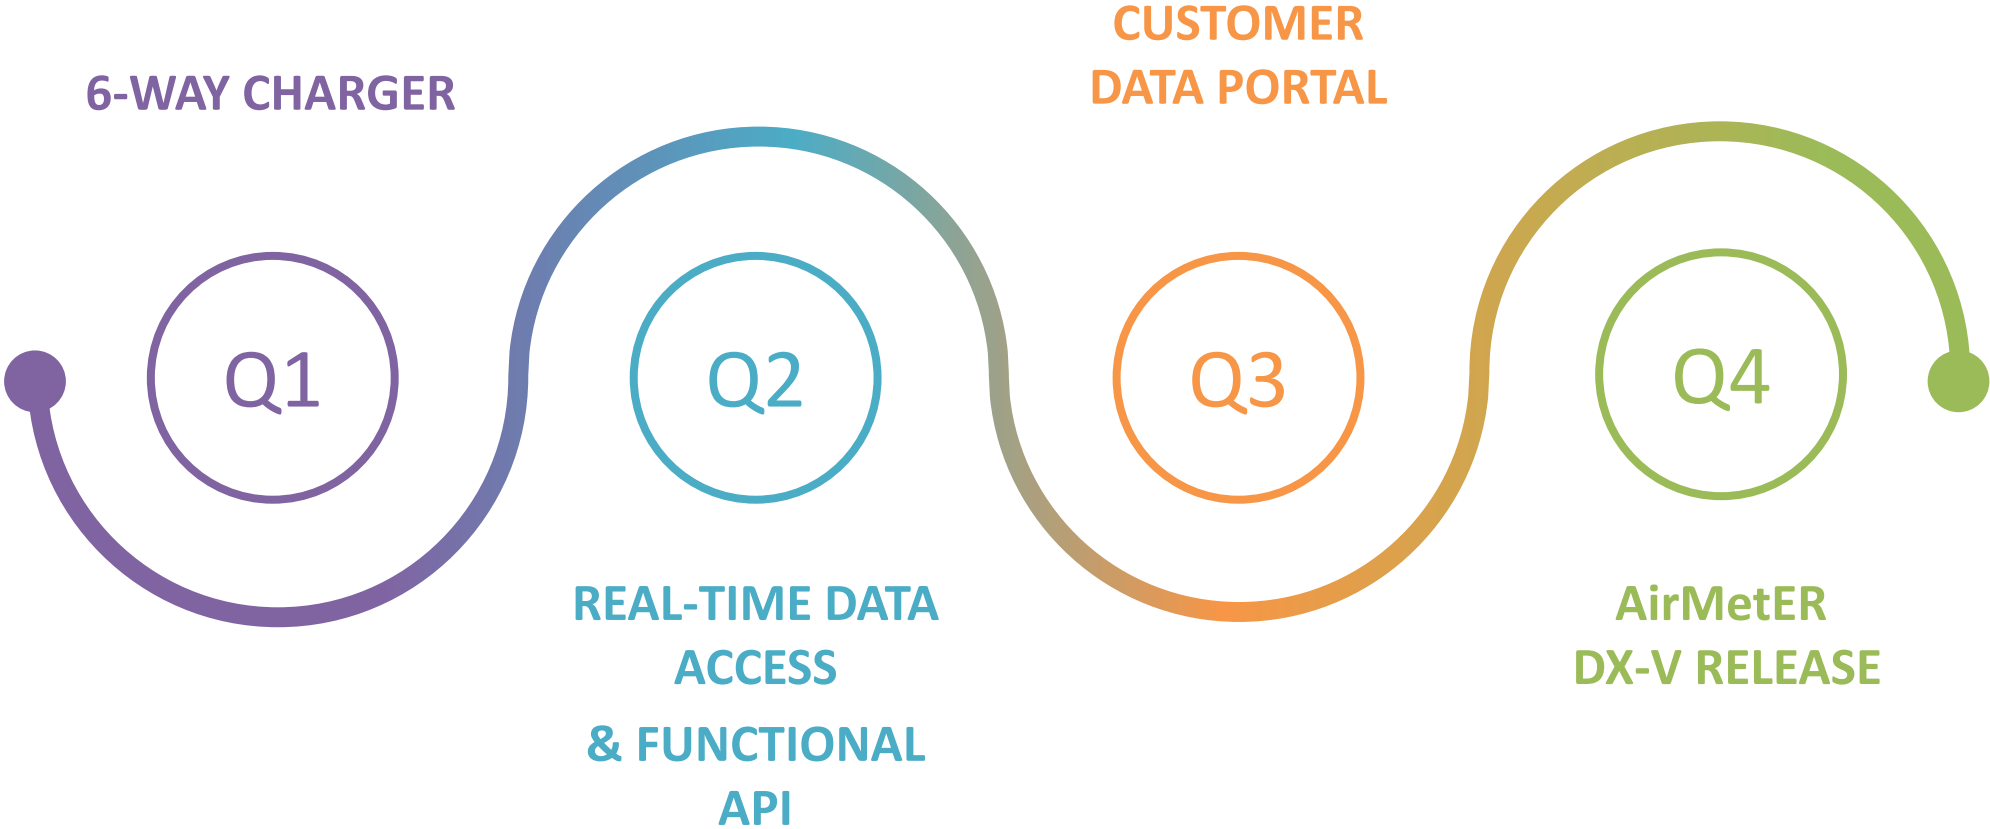 6-WAY CHARGER
Q1
Q2
REAL-TIME DATA
ACCESS
& FUNCTIONAL
API
CUSTOMER
DATA PORTAL
Q3
Q4
AirMetER
DX-V RELEASE